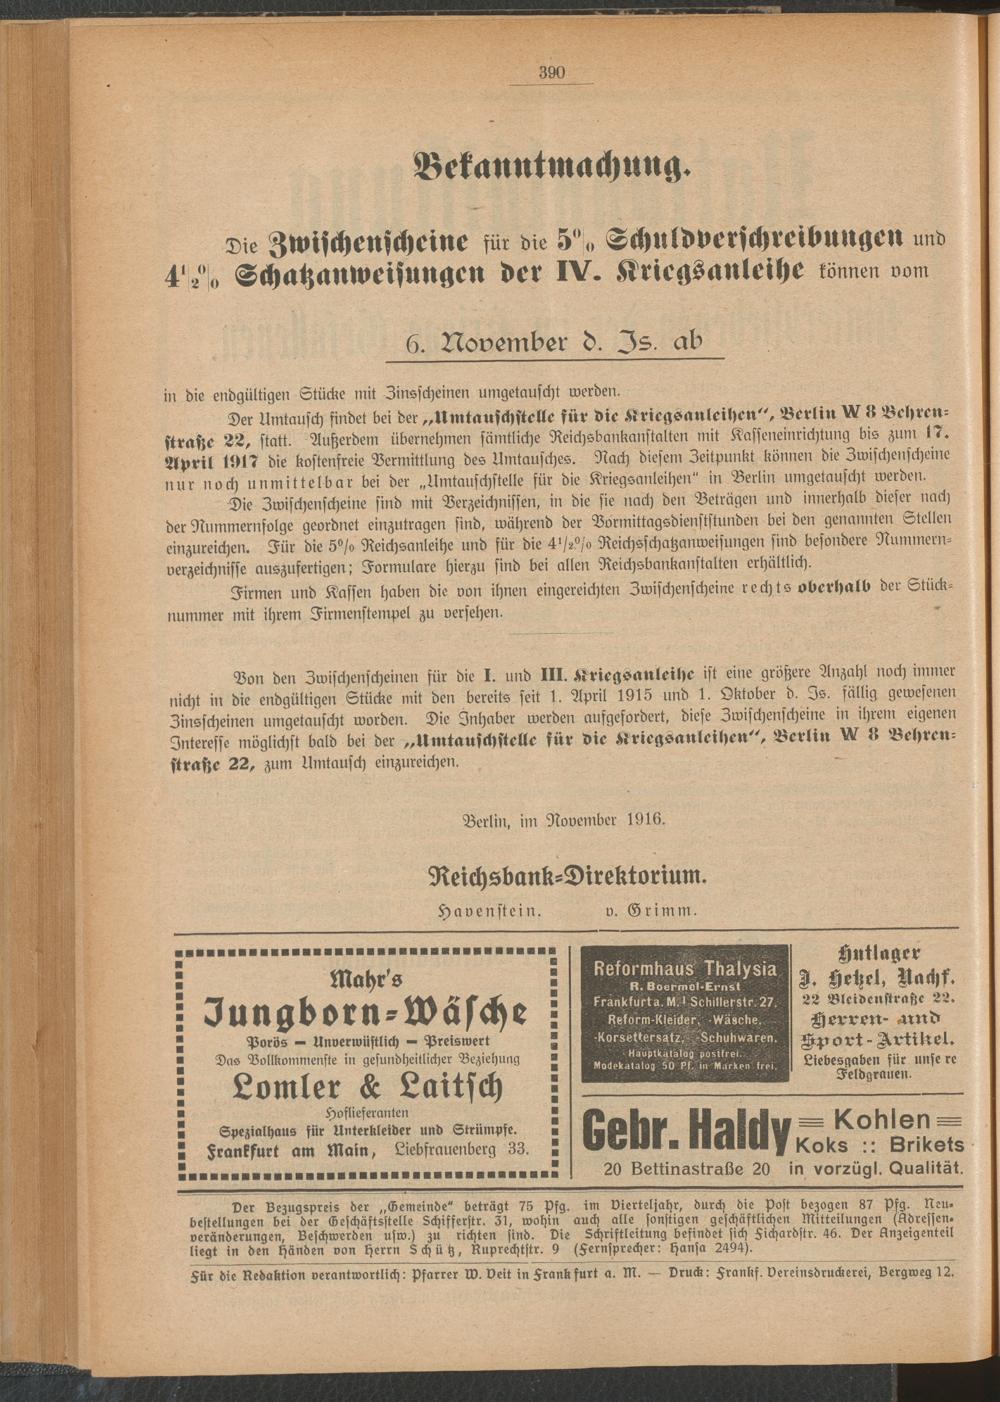 390
Bekanntmachung.
Die Zwischenscheine für die 5% Schuldverschreibungen und
4½% Schatzanweisungen der IV. Kriegsanleihe können vom
6. November d. Js. ab
in die endgültigen Stücke mit Zinsscheinen umgetauscht werden.
Der Umtausch findet bei der „Umtauschstelle für die Kriegsanleihen“, Berlin W 8 Behren-
straße 22, statt. Außerdem übernehmen sämtliche Reichsbankanstalten mit Kasseneinrichtung bis zum 17.
April 1917 die kostenfreie Vermittlung des Umtausches. Nach diesem Zeitpunkt können die Zwischenscheine
nur noch unmittelbar bei der „Umtauschstelle für die Kriegsanleihen“ in Berlin umgetauscht werden.
Die Zwischenscheine sind mit Verzeichnissen, in die sie nach den Beträgen und innerhalb dieser nach
der Nummernfolge geordnet einzutragen sind, während der Vormittagsdienststunden bei den genannten Stellen
einzureichen. Für die 5% Reichsanleihe und für die 4½% Reichsschatzanweisungen sind besondere Nummern-
verzeichnisse auszufertigen; Formulare hierzu sind bei allen Reichsbankanstalten erhältlich.
Firmen und Kassen haben die von ihnen eingereichten Zwischenscheine rechts oberhalb der Stück-
nummer mit ihrem Firmenstempel zu versehen.
Von den Zwischenscheinen für die I. und III. Kriegsanleihe ist eine größere Anzahl noch immer
nicht in die endgültigen Stücke mit den bereits seit 1. April 1915 und 1. Oktober d. Js. fällig gewesenen
Zinsscheinen umgetauscht worden. Die Inhaber werden aufgefordert, diese Zwischenscheine in ihrem eigenen
Interesse möglichst bald bei der „Umtauschstelle für die Kriegsanleihen“, Berlin W 8 Behren-
straße 22, zum Umtausch einzureichen.
Berlin, im November 1916.
Reichsbank-Direktorium.
Havenstein. v. Grimm.
Mahr's
Jungborn-Wäsche
Porös — Unverwüstlich — Preiswert
Das Vollkommenste in gesundheitlicher Beziehung
Lomler & Laitsch
Hoflieferanten
Spezialhaus für Unterkleider und Strümpfe.
Frankfurt am Main, Liebfrauenberg 33.
Reformhaus Thalysia
R. Boermel-Ernst
Frankfurt a. M., Schillerstr. 27.
Reform-Kleider, -Wäsche,
-Korsettersatz, -Schuhwaren.
Hauptkatalog postfrei.
Modekatalog 50 Pf. in Marken frei.
Hutlager
J. Hetzel, Nachf.
22 Bleidenstraße 22.
Herren- und
Sport-Artikel.
Liebesgaben für unsere
Feldgrauen.
Gebr. Haldy Kohlen
Koks :: Brikets
20 Bettinastraße 20 in vorzügl. Qualität.
Der Bezugspreis der „Gemeinde“ beträgt 75 Pfg. im Vierteljahr, durch die Post bezogen 87 Pfg. Neu-
bestellungen bei der Geschäftsstelle Schifferstr. 31, wohin auch alle sonstigen geschäftlichen Mitteilungen (Adressen-
veränderungen, Beschwerden usw.) zu richten sind. Die Schriftleitung befindet sich Fichardstr. 46. Der Anzeigenteil
liegt in den Händen von Herrn Schütz, Ruprechtstr. 9 (Fernsprecher: Hansa 2494).
Für die Redaktion verantwortlich: Pfarrer W. Veit in Frankfurt a. M. — Druck: Frankf. Vereinsdruckerei, Bergweg 12.